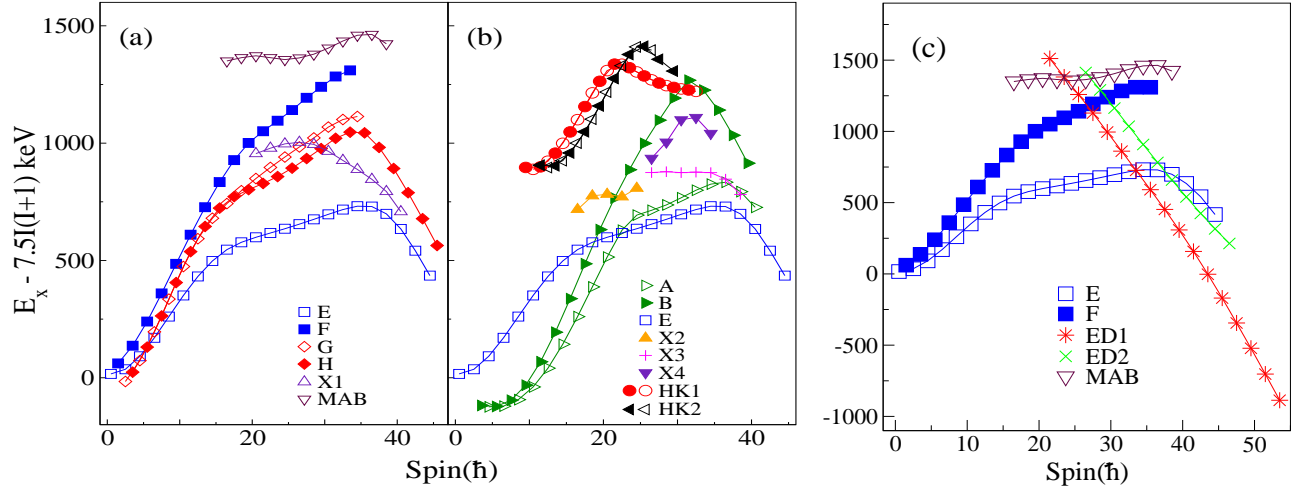 E_x - 7.5I(I+1) keV
1500
1000
500
0
(a)
E
F
G
H
X1
MAB
0 20 40
Spin(ħ)
(b)
A
B
E
X2
X3
X4
HK1
HK2
0 20 40
Spin(ħ)
1500
1000
500
0
-500
-1000
(c)
E
F
ED1
ED2
MAB
0 10 20 30 40 50
Spin(ħ)